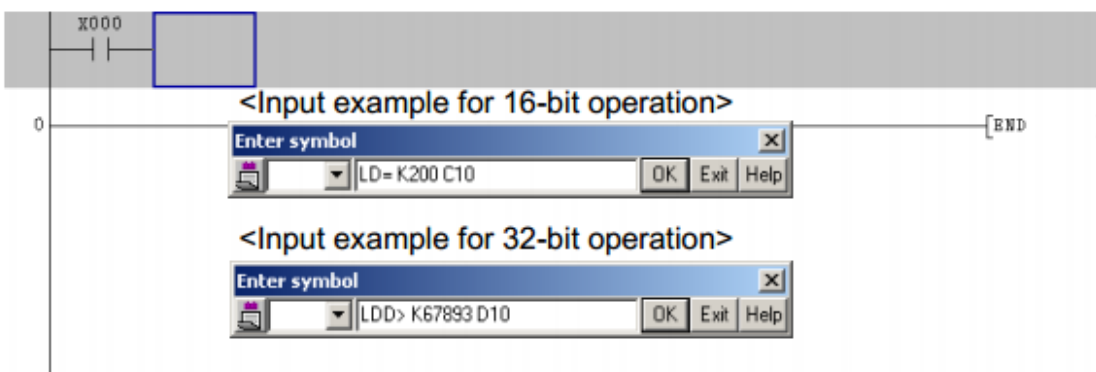 X000
<Input example for 16-bit operation>
0
[END
Enter symbol
LD= K200 C10 OK Exit Help
<Input example for 32-bit operation>
Enter symbol
LDD> K67893 D10 OK Exit Help